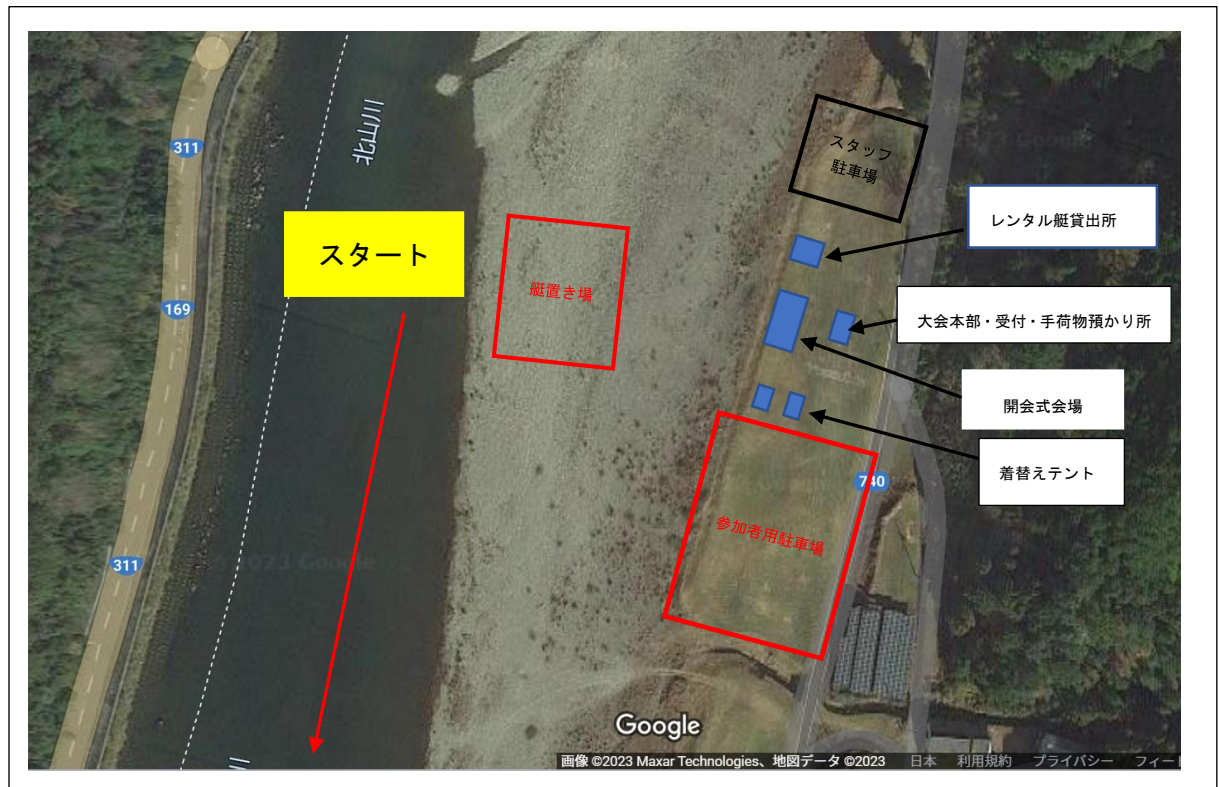 311
北山川
スタッフ
駐車場
レンタル艇貸出所
スタート
艇置き場
169
大会本部・受付・手荷物預かり所
開会式会場
着替えテント
740
参加者用駐車場
311
2023 Google
川
Google
画像 ©2023 Maxar Technologies、地図データ ©2023 日本 利用規約 プライバシー フィー